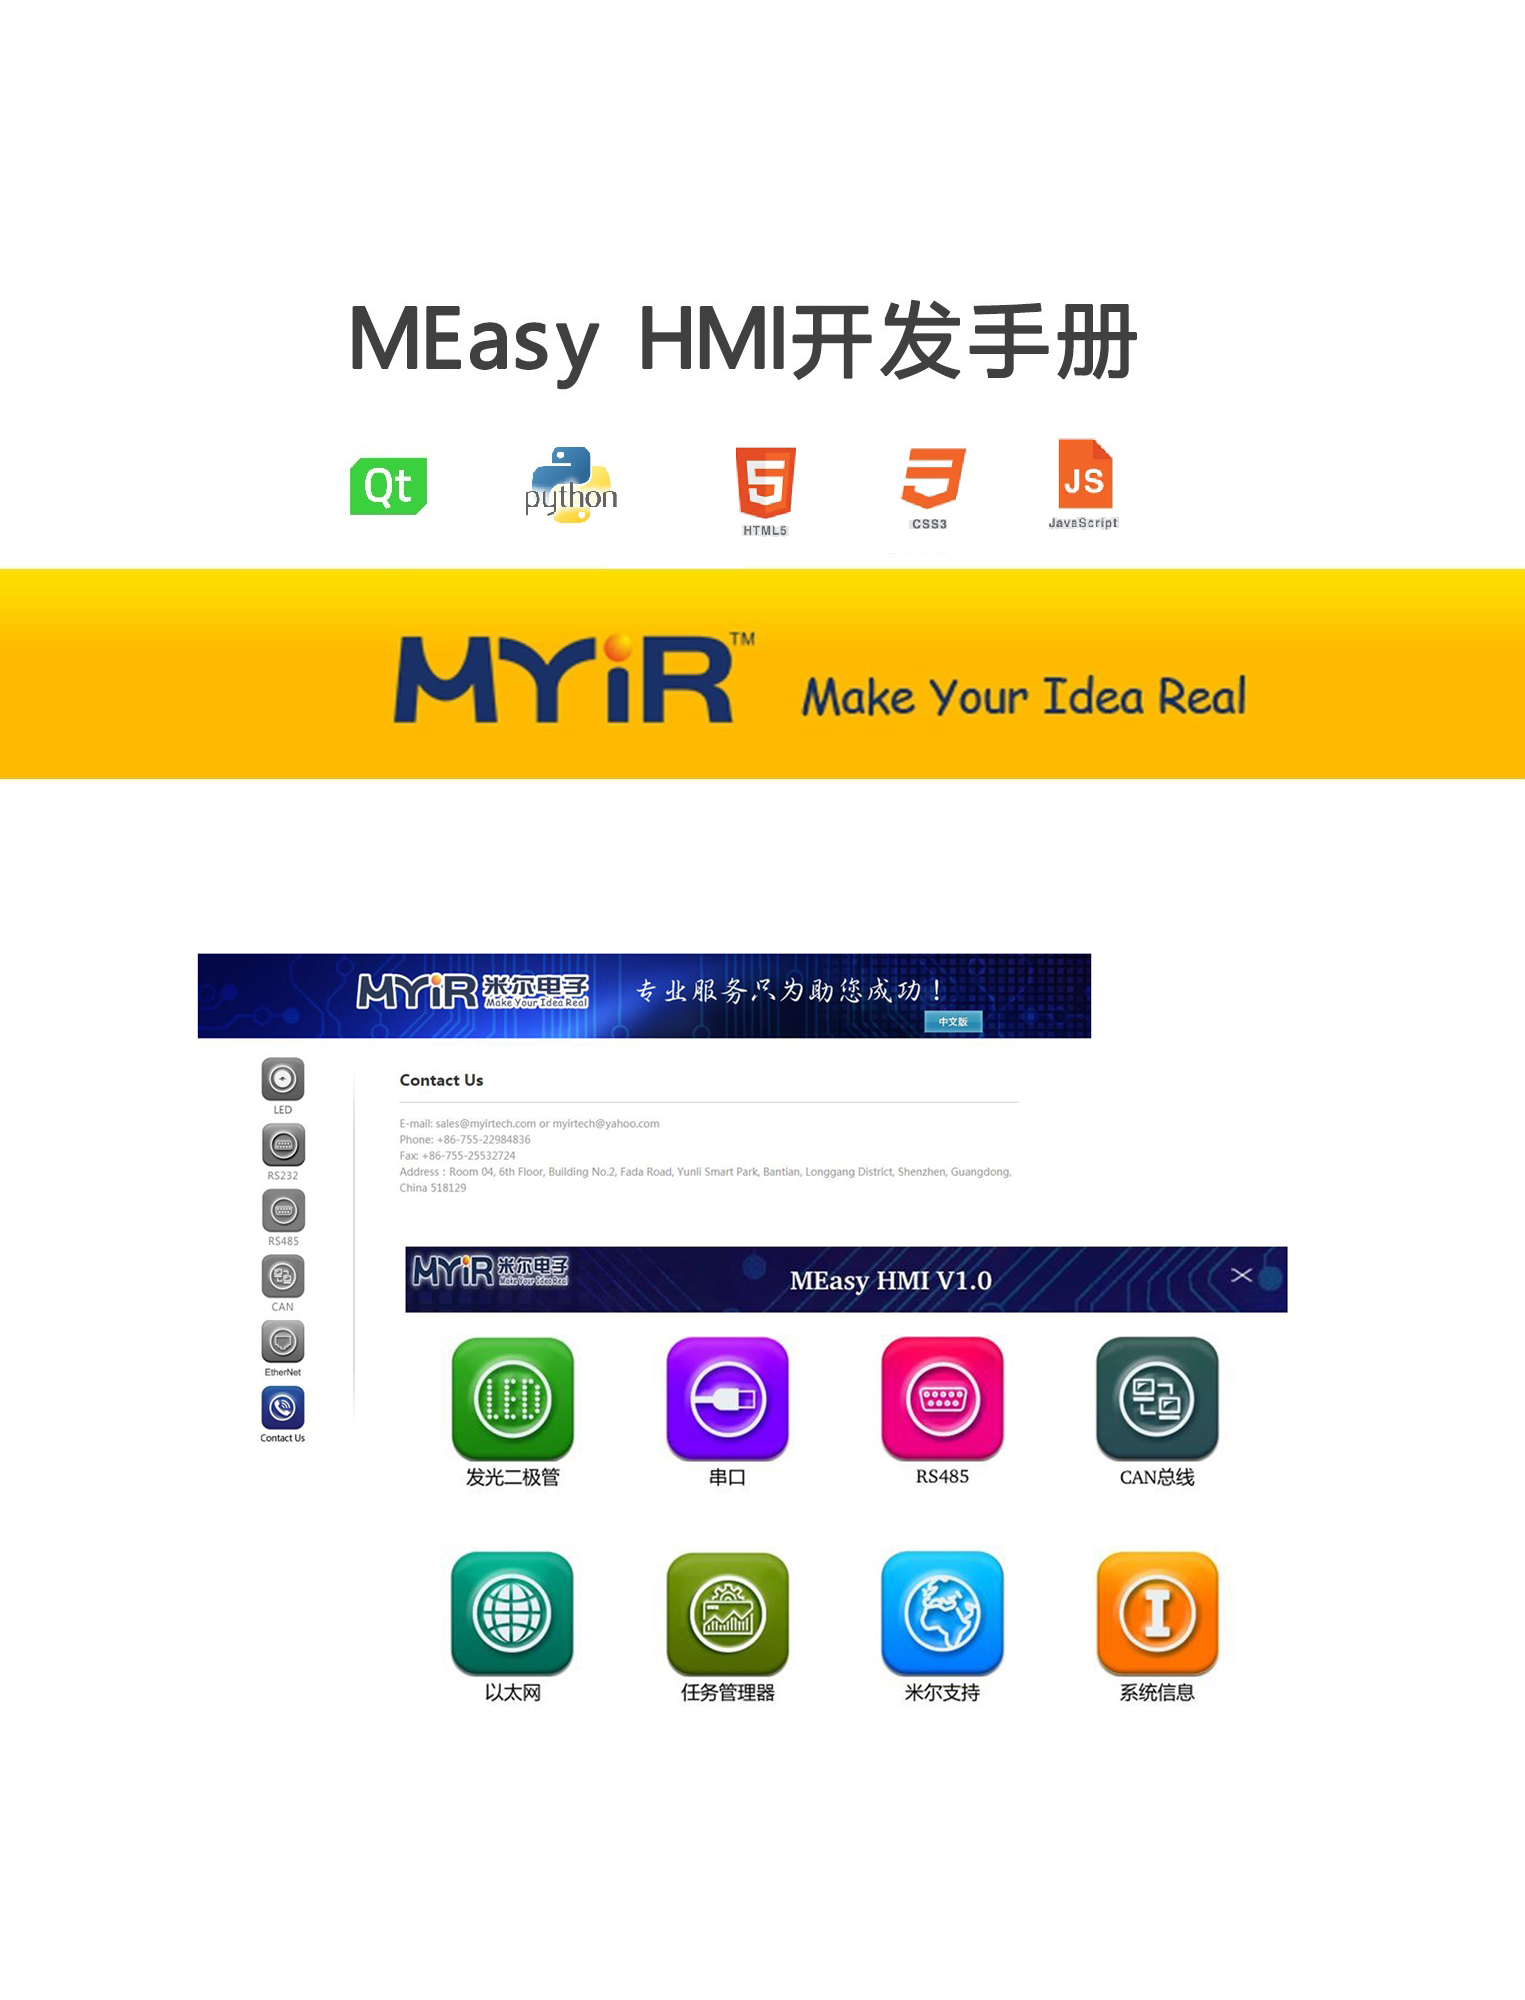 MEasy HMI开发手册
Qt
python
HTML5
CSS3
JS
JavaScript
MYiR™ Make Your Idea Real
MYiR 米尔电子
Make Your Idea Real
专业服务只为助您成功！
中文版
LED
RS232
RS485
CAN
EtherNet
Contact Us
Contact Us
E-mail: sales@myirtech.com or myirtech@yahoo.com
Phone: +86-755-22984836
Fax: +86-755-25532724
Address : Room 04, 6th Floor, Building No.2, Fada Road, Yunli Smart Park, Bantian, Longgang District, Shenzhen, Guangdong,
China 518129
MYiR 米尔电子
Make Your Idea Real
MEasy HMI V1.0
LED
发光二极管
串口
RS485
CAN总线
以太网
任务管理器
米尔支持
I
系统信息